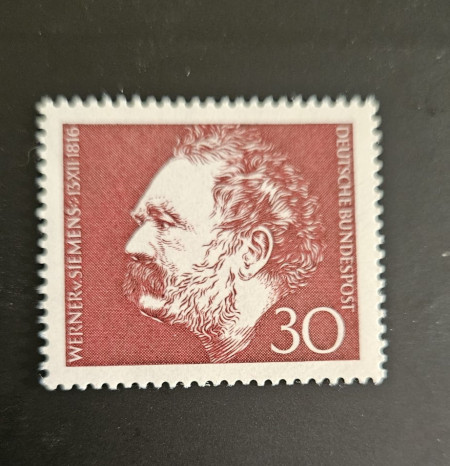 WERNER v. SIEMENS * 13·XII·1816
DEUTSCHE BUNDESPOST
30